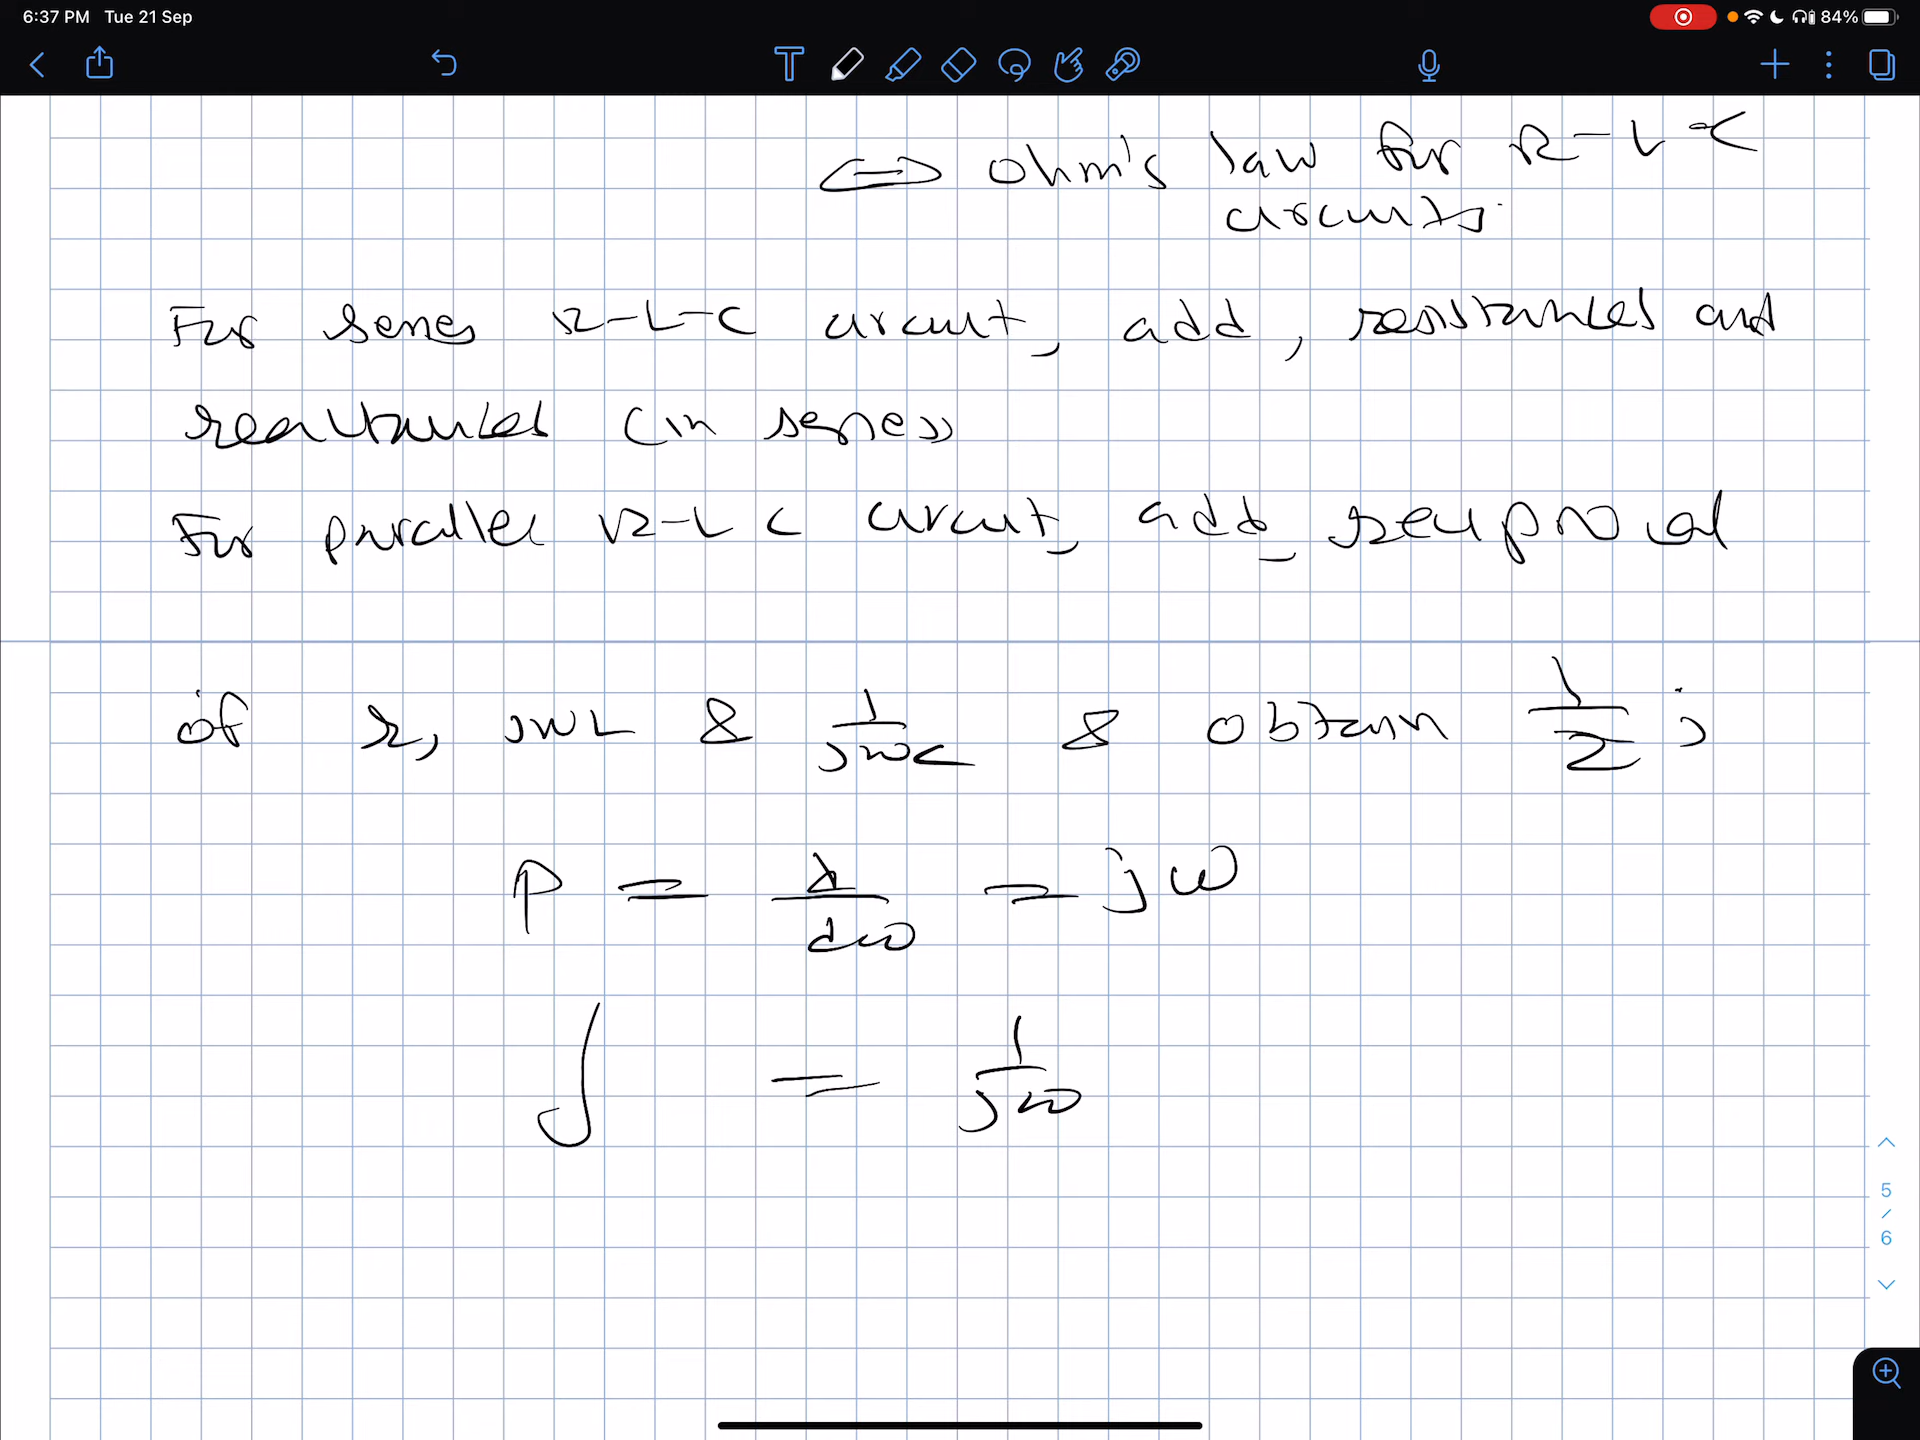 6:37 PM Tue 21 Sep 84%
T
⇔ ohm's law for R-L-C
circuits.
For series R-L-C circuit, add, resistances and
reactances (in series)
For parallel R-L C circuit, add reciprocal
of R, jωL & 1/jωC & obtain 1/Z ;
P = d/dω = jω
∫ = 1/jω
5
/
6